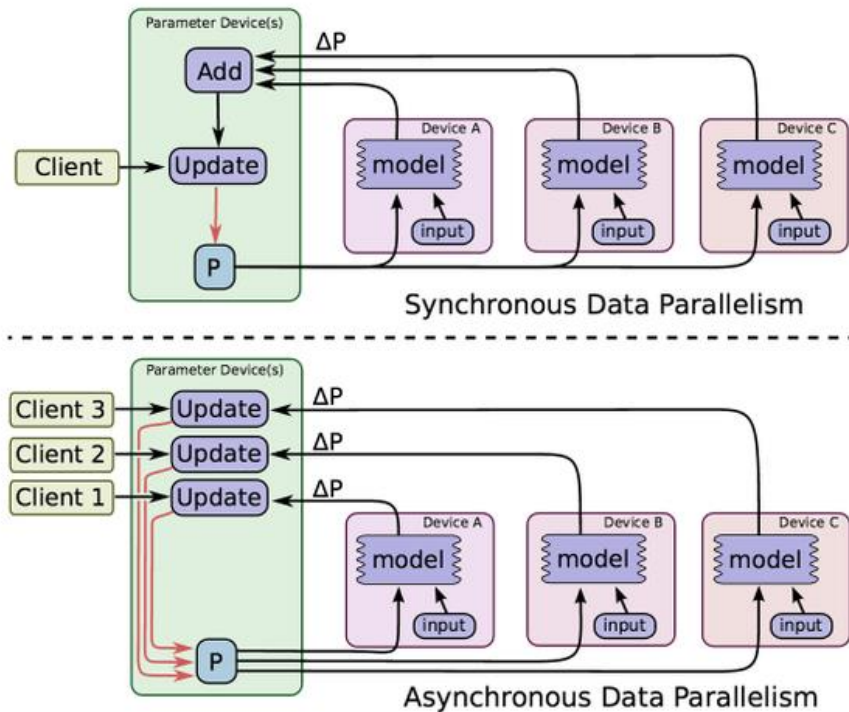 Parameter Device(s)
ΔP
Add
Device A
Device B
Device C
Client
Update
model
model
model
input
input
input
P
Synchronous Data Parallelism
Parameter Device(s)
Client 3
Update
ΔP
Client 2
Update
ΔP
Client 1
Update
ΔP
Device A
Device B
Device C
model
model
model
input
input
input
P
Asynchronous Data Parallelism